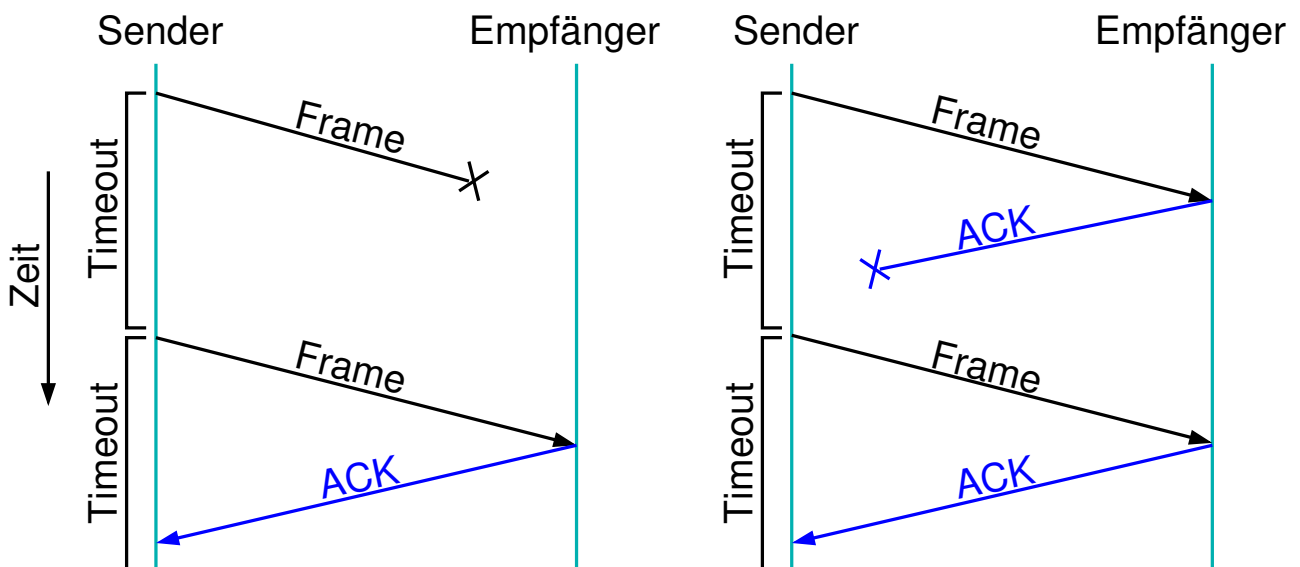 Sender
Empfänger
Zeit
Timeout
Frame
Timeout
Frame
ACK
Sender
Empfänger
Timeout
Frame
ACK
Timeout
Frame
ACK